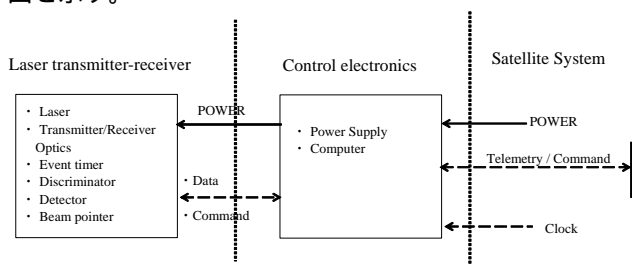 図を示す。
Laser transmitter-receiver
Control electronics
Satellite System
・ Laser
・ Transmitter/Receiver
Optics
・ Event timer
・ Discriminator
・ Detector
・ Beam pointer
POWER
・ Data
・ Command
・ Power Supply
・ Computer
POWER
Telemetry / Command
Clock